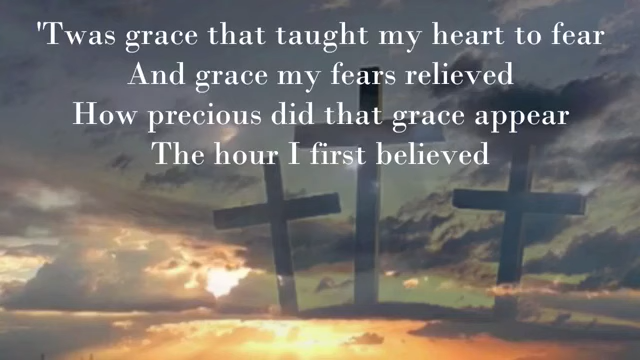 'Twas grace that taught my heart to fear
And grace my fears relieved
How precious did that grace appear
The hour I first believed